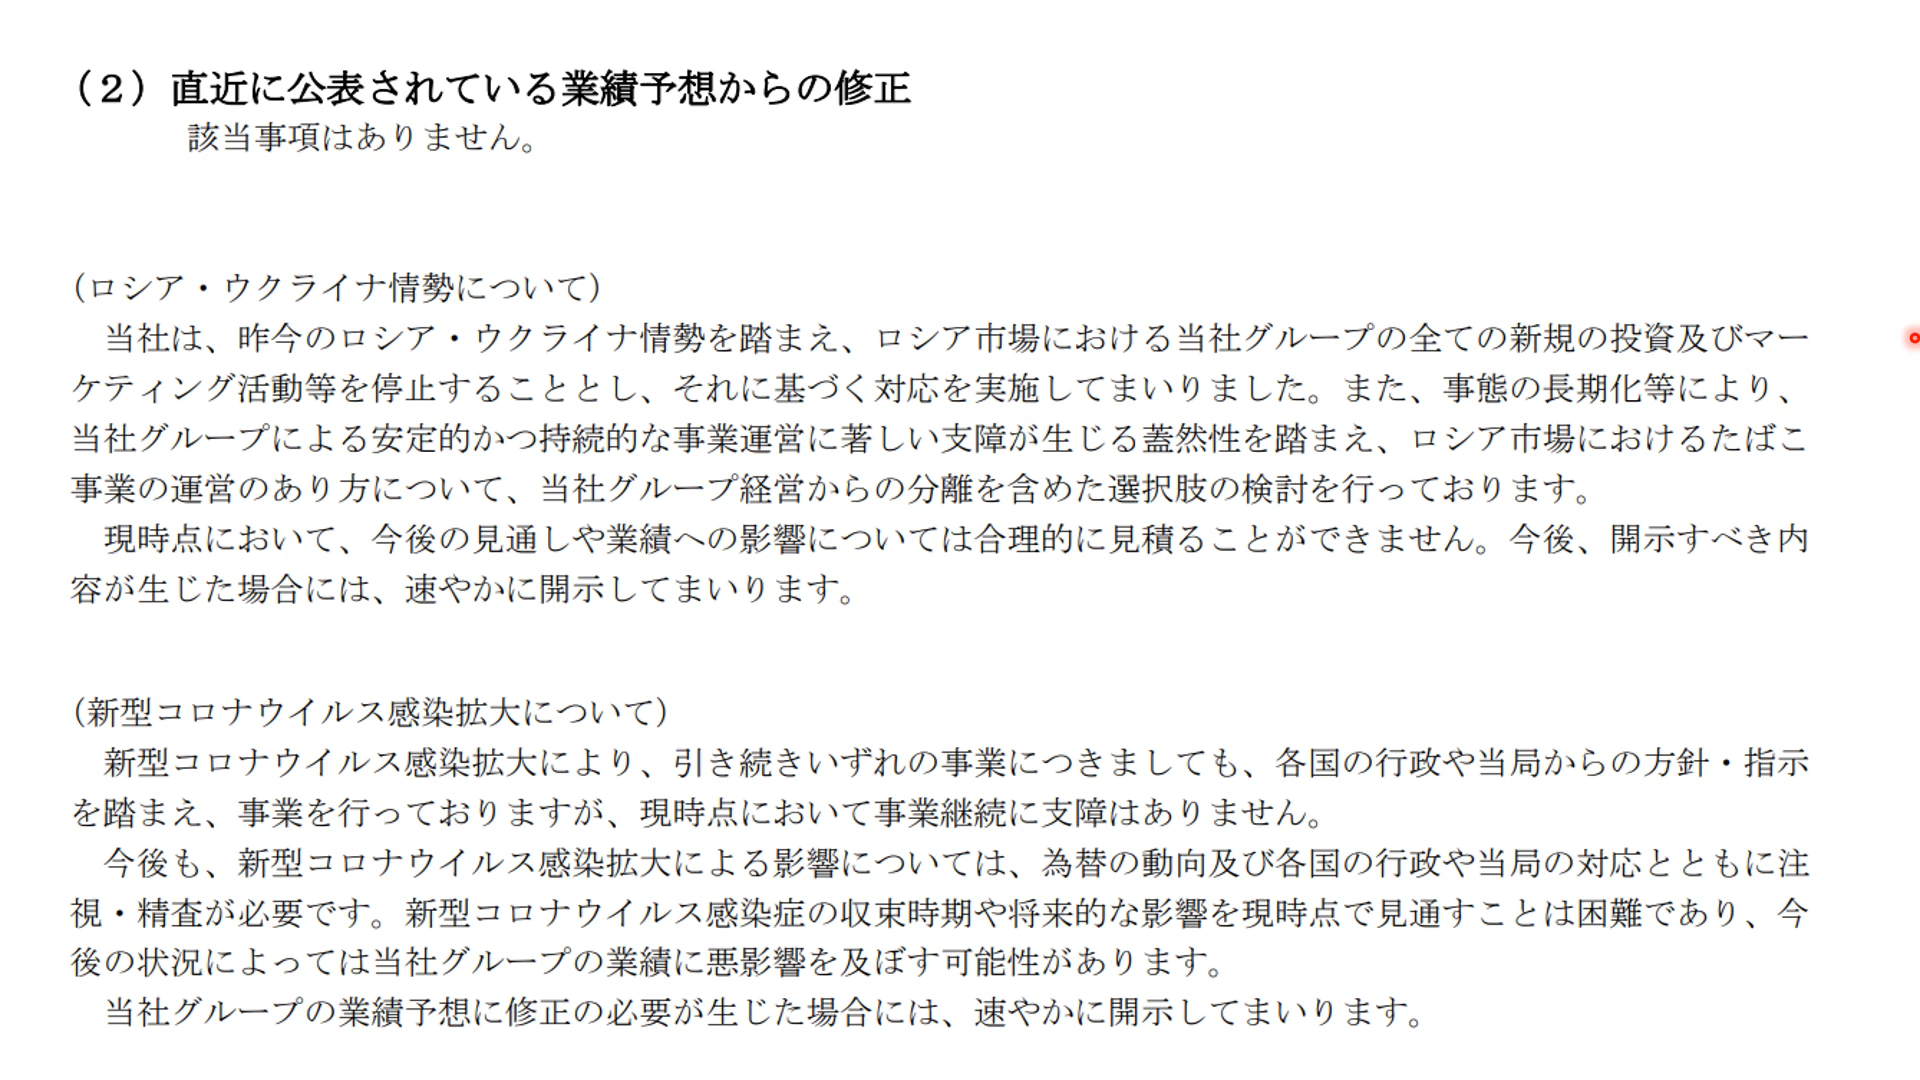 （２）直近に公表されている業績予想からの修正
該当事項はありません。
（ロシア・ウクライナ情勢について）
当社は、昨今のロシア・ウクライナ情勢を踏まえ、ロシア市場における当社グループの全ての新規の投資及びマー
ケティング活動等を停止することとし、それに基づく対応を実施してまいりました。また、事態の長期化等により、
当社グループによる安定的かつ持続的な事業運営に著しい支障が生じる蓋然性を踏まえ、ロシア市場におけるたばこ
事業の運営のあり方について、当社グループ経営からの分離を含めた選択肢の検討を行っております。
現時点において、今後の見通しや業績への影響については合理的に見積ることができません。今後、開示すべき内
容が生じた場合には、速やかに開示してまいります。
（新型コロナウイルス感染拡大について）
新型コロナウイルス感染拡大により、引き続きいずれの事業につきましても、各国の行政や当局からの方針・指示
を踏まえ、事業を行っておりますが、現時点において事業継続に支障はありません。
今後も、新型コロナウイルス感染拡大による影響については、為替の動向及び各国の行政や当局の対応とともに注
視・精査が必要です。新型コロナウイルス感染症の収束時期や将来的な影響を現時点で見通すことは困難であり、今
後の状況によっては当社グループの業績に悪影響を及ぼす可能性があります。
当社グループの業績予想に修正の必要が生じた場合には、速やかに開示してまいります。